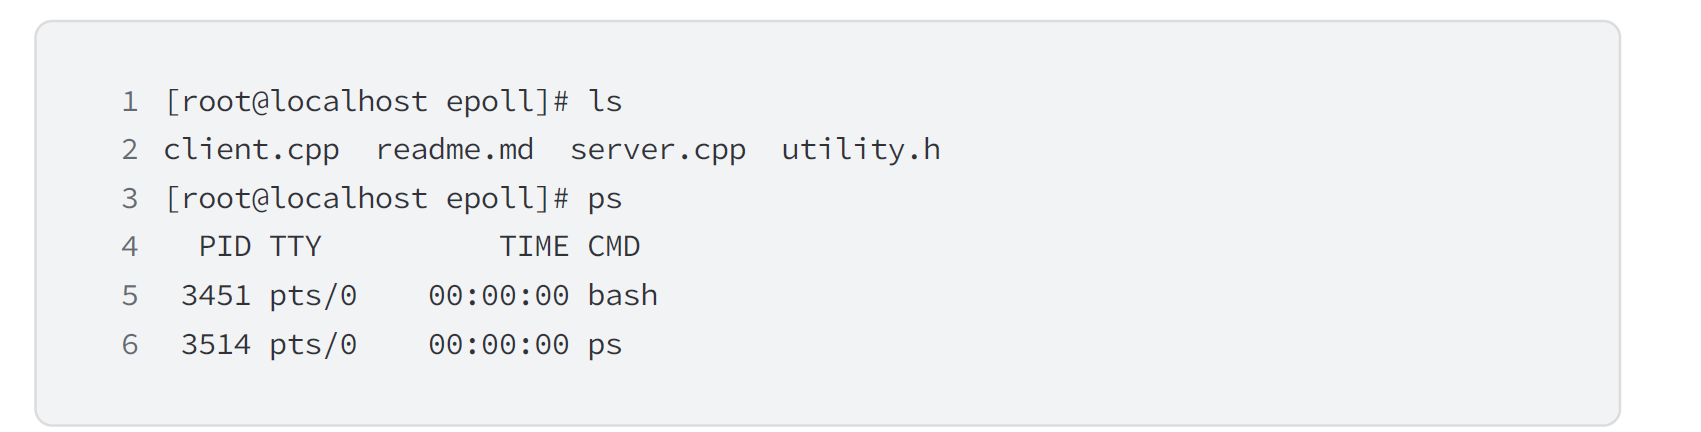 1 [root@localhost epoll]# ls
2 client.cpp  readme.md  server.cpp  utility.h
3 [root@localhost epoll]# ps
4   PID TTY          TIME CMD
5  3451 pts/0    00:00:00 bash
6  3514 pts/0    00:00:00 ps